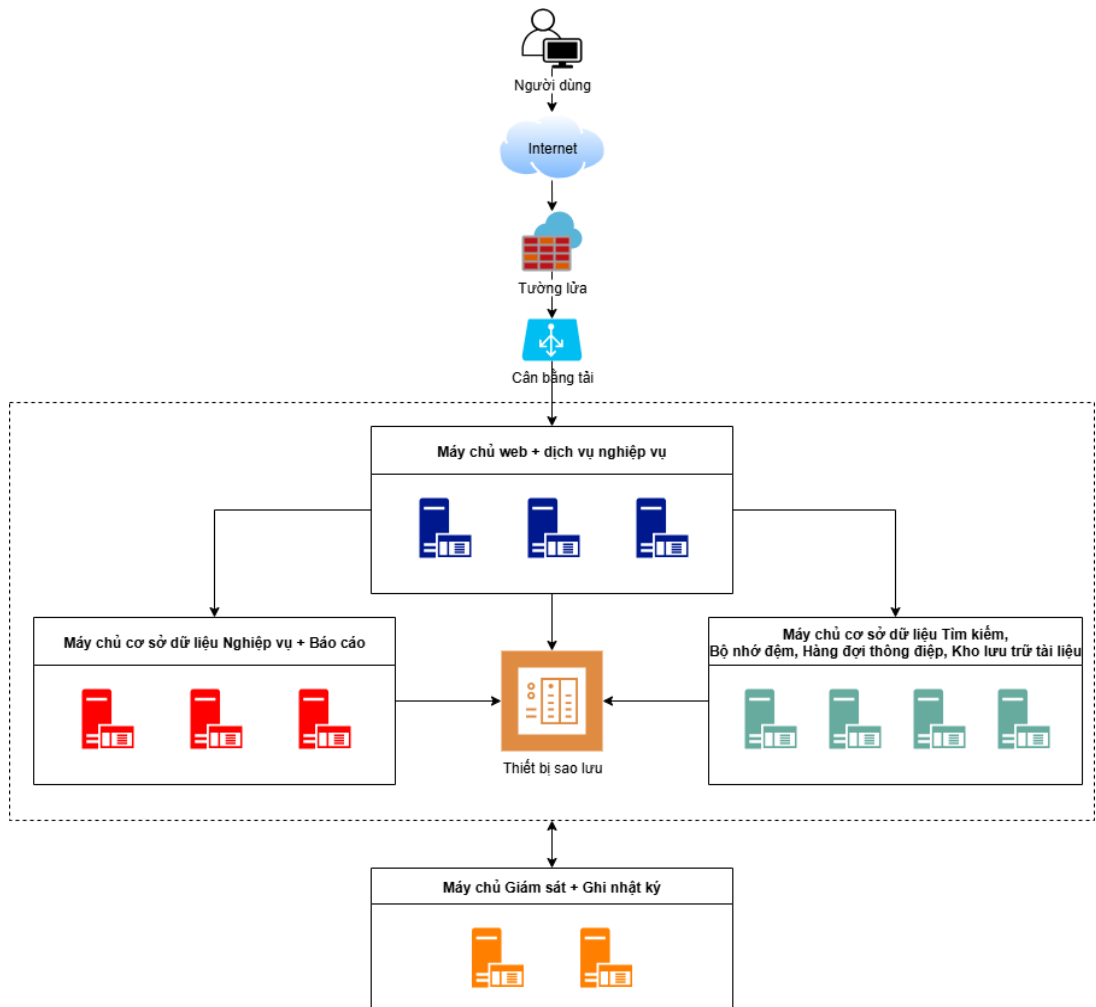 Người dùng
Internet
Tường lửa
Cân bằng tải
Máy chủ web + dịch vụ nghiệp vụ
Máy chủ cơ sở dữ liệu Nghiệp vụ + Báo cáo
Máy chủ cơ sở dữ liệu Tìm kiếm,
Bộ nhớ đệm, Hàng đợi thông điệp, Kho lưu trữ tài liệu
Thiết bị sao lưu
Máy chủ Giám sát + Ghi nhật ký